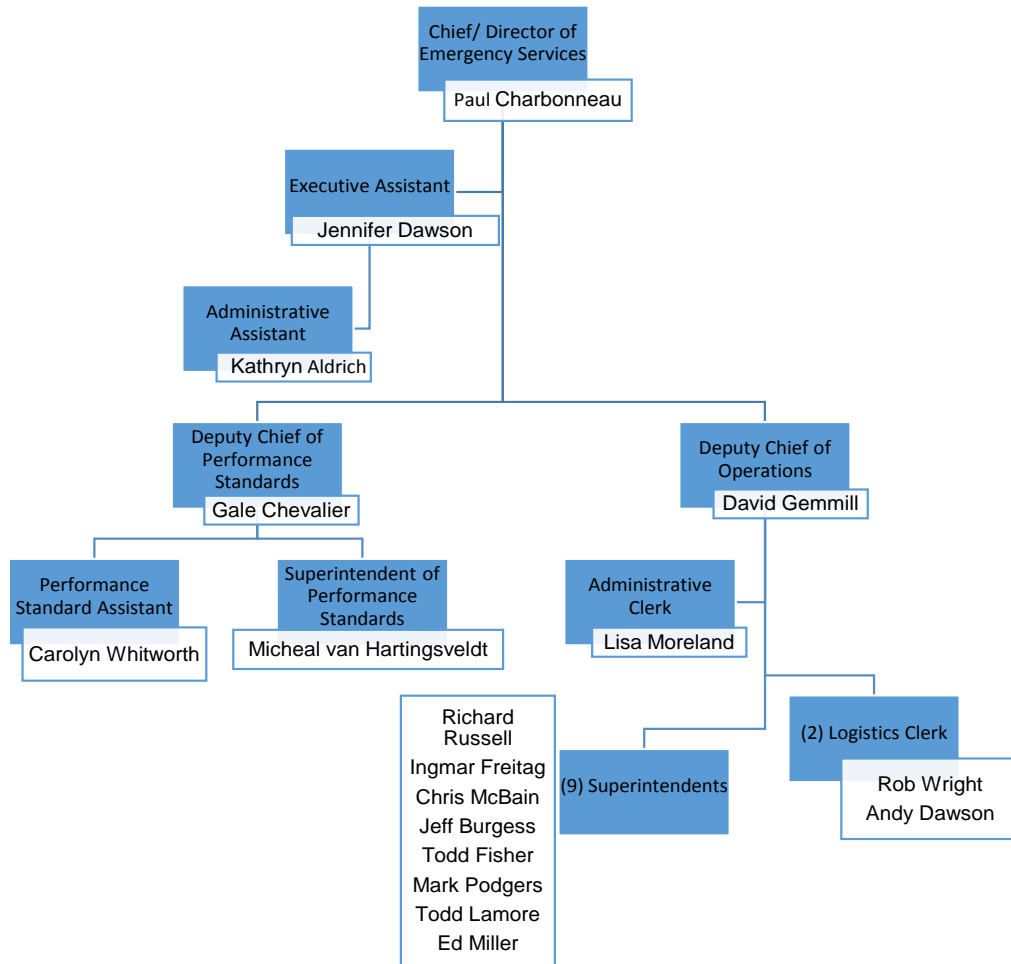 Chief/ Director of
Emergency Services
Paul Charbonneau
Executive Assistant
Jennifer Dawson
Administrative
Assistant
Kathryn Aldrich
Deputy Chief of
Performance
Standards
Gale Chevalier
Deputy Chief of
Operations
David Gemmill
Performance
Standard Assistant
Carolyn Whitworth
Superintendent of
Performance
Standards
Micheal van Hartingsveldt
Administrative
Clerk
Lisa Moreland
Richard
Russell
Ingmar Freitag
Chris McBain
Jeff Burgess
Todd Fisher
Mark Podgers
Todd Lamore
Ed Miller
(9) Superintendents
(2) Logistics Clerk
Rob Wright
Andy Dawson